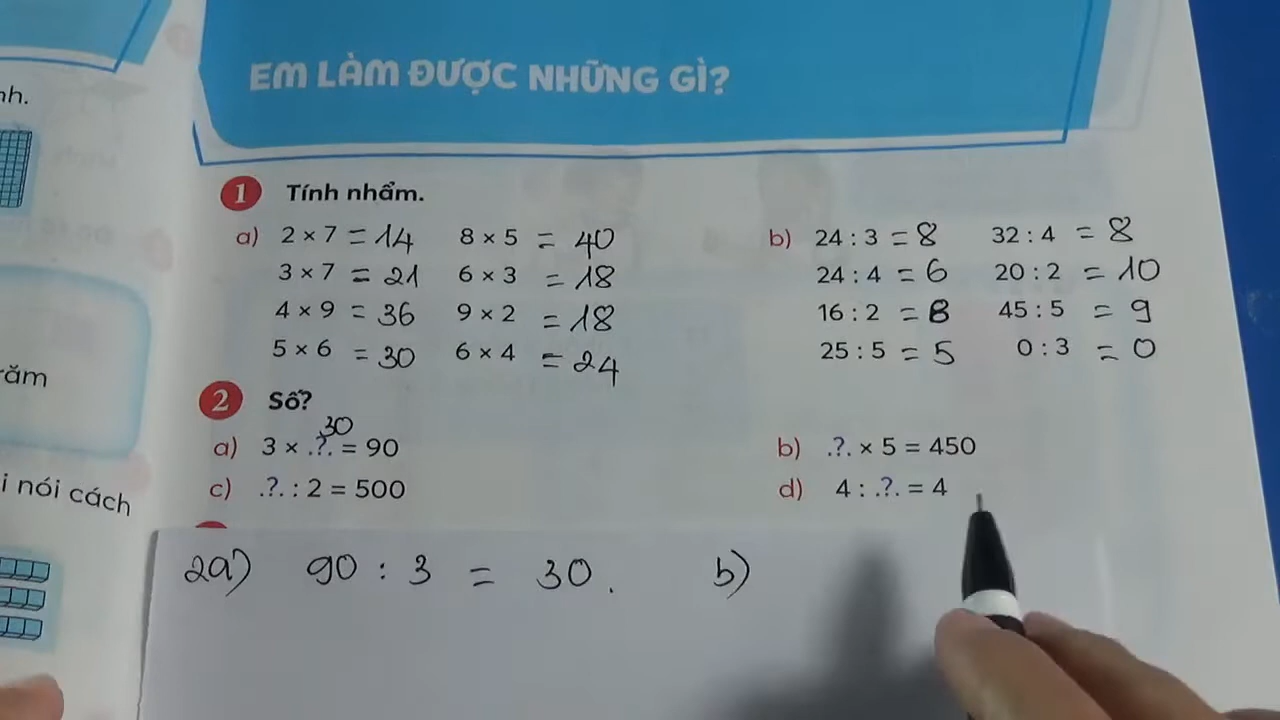 nh.
EM LÀM ĐƯỢC NHỮNG GÌ?
1 Tính nhẩm.
a) 2 × 7 = 14 8 × 5 = 40 b) 24 : 3 = 8 32 : 4 = 8
3 × 7 = 21 6 × 3 = 18 24 : 4 = 6 20 : 2 = 10
4 × 9 = 36 9 × 2 = 18 16 : 2 = 8 45 : 5 = 9
5 × 6 = 30 6 × 4 = 24 25 : 5 = 5 0 : 3 = 0
răm
2 Số?
30
a) 3 × .?. = 90 b) .?. × 5 = 450
c) .?. : 2 = 500 d) 4 : .?. = 4
i nói cách
2a) 90 : 3 = 30. b)